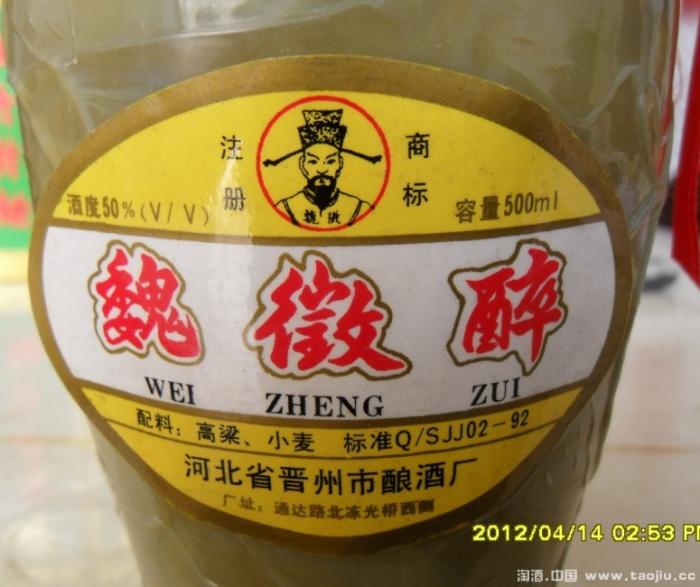 注册 商标
魏徵
酒度50%(V/V) 容量500ml
魏徵醉
WEI ZHENG ZUI
配料：高粱、小麦 标准Q/SJJ02-92
河北省晋州市酿酒厂
厂址：通达路北东光桥西侧
2012/04/14 02:53 P
淘酒.中国 www.taojiu.cc